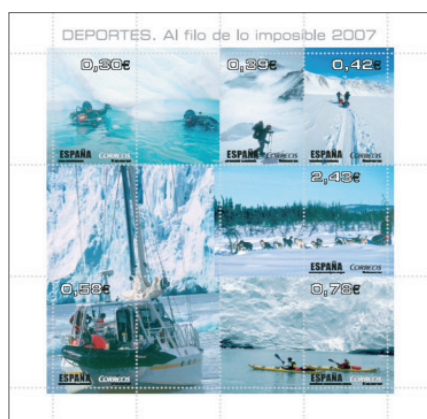 DEPORTES. Al filo de lo imposible 2007
0,30€
0,39€
0,42€
ESPAÑA CORREOS
ESPAÑA CORREOS
ESPAÑA CORREOS
2,43€
ESPAÑA CORREOS
0,58€
0,78€
ESPAÑA CORREOS
ESPAÑA CORREOS